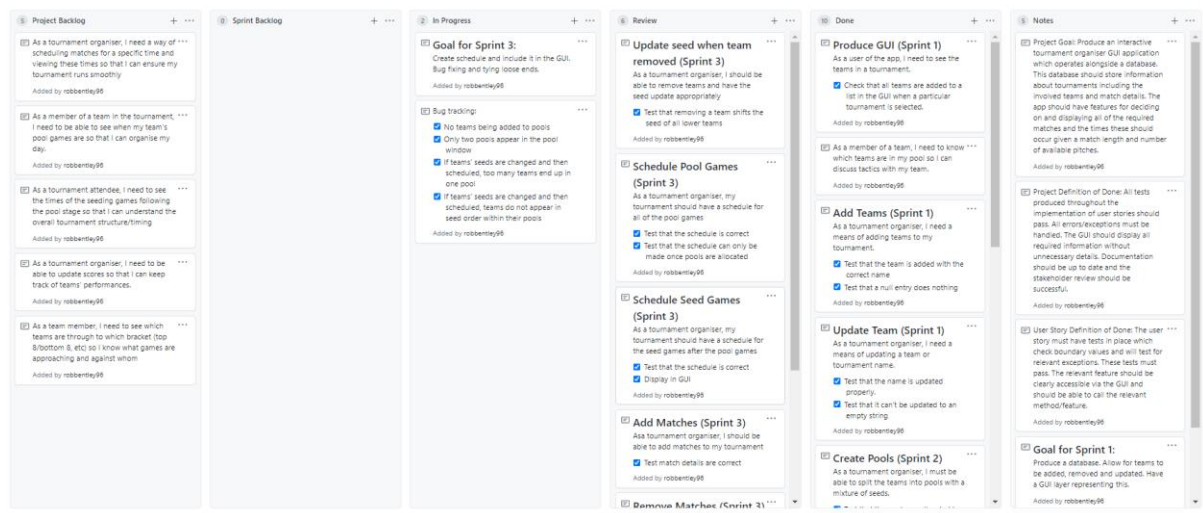 5 Project Backlog
As a tournament organiser, I need a way of
scheduling matches for a specific time and
viewing these times so that I can ensure my
tournament runs smoothly
Added by robbentley96
As a member of a team in the tournament,
I need to be able to see when my team's
pool games are so that I can organise my
day.
Added by robbentley96
As a tournament attendee, I need to see
the times of the seeding games following
the pool stage so that I can understand the
overall tournament structure/timing
Added by robbentley96
As a tournament organiser, I need to be
able to update scores so that I can keep
track of teams' performances.
Added by robbentley96
As a team member, I need to see which
teams are through to which bracket (top
8/bottom 8, etc) so I know what games are
approaching and against whom
Added by robbentley96
0 Sprint Backlog
2 In Progress
Goal for Sprint 3:
Create schedule and include it in the GUI.
Bug fixing and tying loose ends.
Added by robbentley96
Bug tracking:
No teams being added to pools
Only two pools appear in the pool
window
If teams' seeds are changed and then
scheduled, too many teams end up in
one pool
If teams' seeds are changed and then
scheduled, teams do not appear in
seed order within their pools
Added by robbentley96
6 Review
Update seed when team
removed (Sprint 3)
As a tournament organiser, I should be
able to remove teams and have the
seed update appropriately
Test that removing a team shifts the
seed of all lower teams
Added by robbentley96
Schedule Pool Games
(Sprint 3)
As a tournament organiser, my
tournament should have a schedule for
all of the pool games
Test that the schedule is correct
Test that the schedule can only be
made once pools are allocated
Added by robbentley96
Schedule Seed Games
(Sprint 3)
As a tournament organiser, my
tournament should have a schedule for
the seed games after the pool games
Test that the schedule is correct
Display in GUI
Added by robbentley96
Add Matches (Sprint 3)
Asa tournament organiser, I should be
able to add matches to my tournament
Test match details are correct
Added by robbentley96
Remove Matches (Sprint 3)
10 Done
Produce GUI (Sprint 1)
As a user of the app, I need to see the
teams in a tournament.
Check that all teams are added to a
list in the GUI when a particular
tournament is selected.
Added by robbentley96
As a member of a team, I need to know
which teams are in my pool so I can
discuss tactics with my team.
Added by robbentley96
Add Teams (Sprint 1)
As a tournament organiser, I need a
means of adding teams to my
tournament.
Test that the team is added with the
correct name
Test that a null entry does nothing
Added by robbentley96
Update Team (Sprint 1)
As a tournament organiser, I need a
means of updating a team or
tournament name.
Test that the name is updated
properly.
Test that it can't be updated to an
empty string
Added by robbentley96
Create Pools (Sprint 2)
As a tournament organiser, I must be
able to split the teams into pools with a
mixture of seeds.
5 Notes
Project Goal: Produce an interactive
tournament organiser GUI application
which operates alongside a database.
This database should store information
about tournaments including the
involved teams and match details. The
app should have features for deciding
on and displaying all of the required
matches and the times these should
occur given a match length and number
of available pitches.
Added by robbentley96
Project Definition of Done: All tests
produced throughout the
implementation of user stories should
pass. All errors/exceptions must be
handled. The GUI should display all
required information without
unnecessary details. Documentation
should be up to date and the
stakeholder review should be
successful.
Added by robbentley96
User Story Definition of Done: The user
story must have tests in place which
check boundary values and will test for
relevant exceptions. These tests must
pass. The relevant feature should be
clearly accessible via the GUI and
should be able to call the relevant
method/feature.
Added by robbentley96
Goal for Sprint 1:
Produce a database. Allow for teams to
be added, removed and updated. Have
a GUI layer representing this.
Added by robbentley96